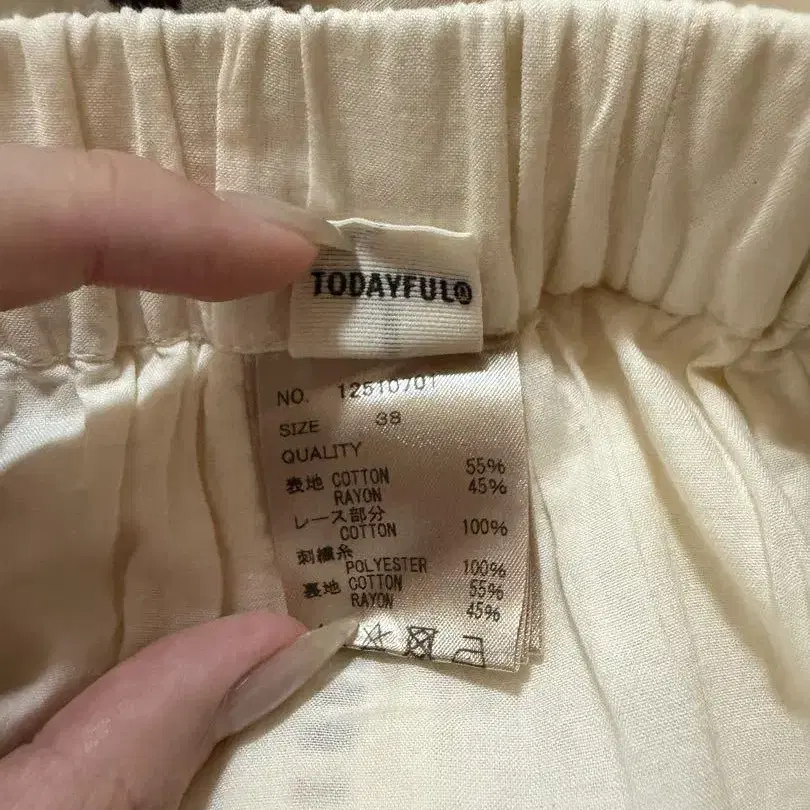 TODAYFUL®
NO. 12510701
SIZE 38
QUALITY
表地 COTTON 55%
RAYON 45%
レース部分
COTTON 100%
刺繍糸
POLYESTER 100%
裏地 COTTON 55%
RAYON 45%